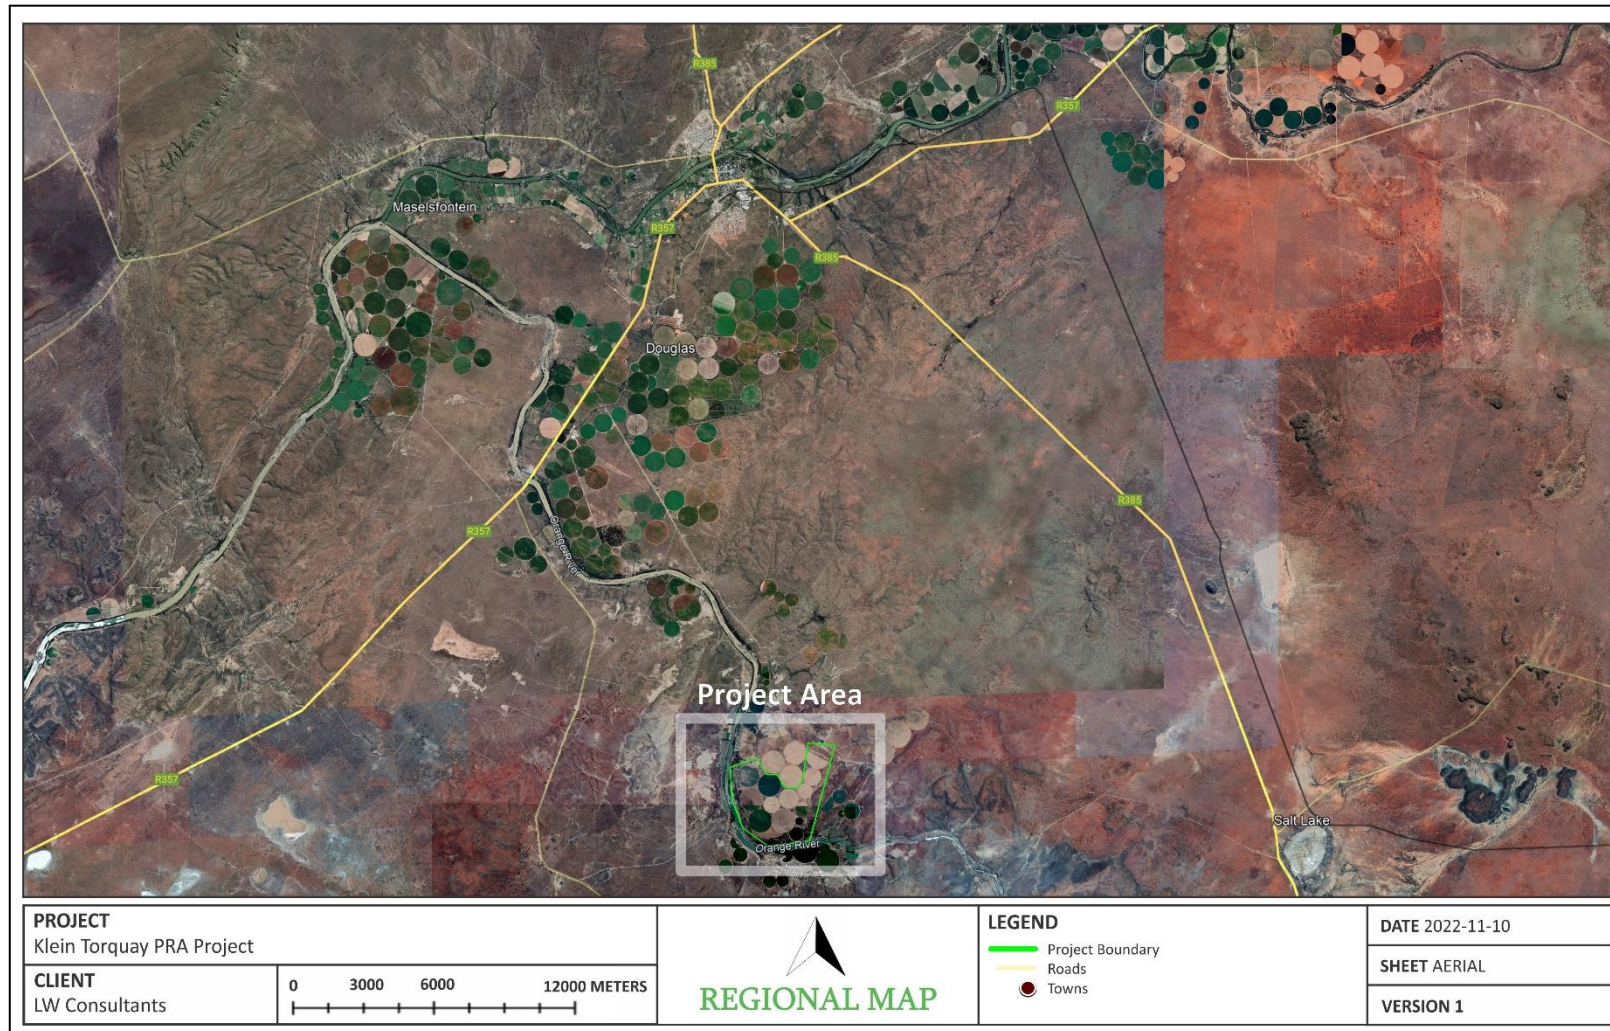 R385
R357
Maselsfontein
R357
R385
Douglas
R385
R357
Orange River
Project Area
R357
Salt Lake
Orange River
PROJECT
Klein Torquay PRA Project
CLIENT
LW Consultants
0 3000 6000 12000 METERS
REGIONAL MAP
LEGEND
Project Boundary
Roads
Towns
DATE 2022-11-10
SHEET AERIAL
VERSION 1